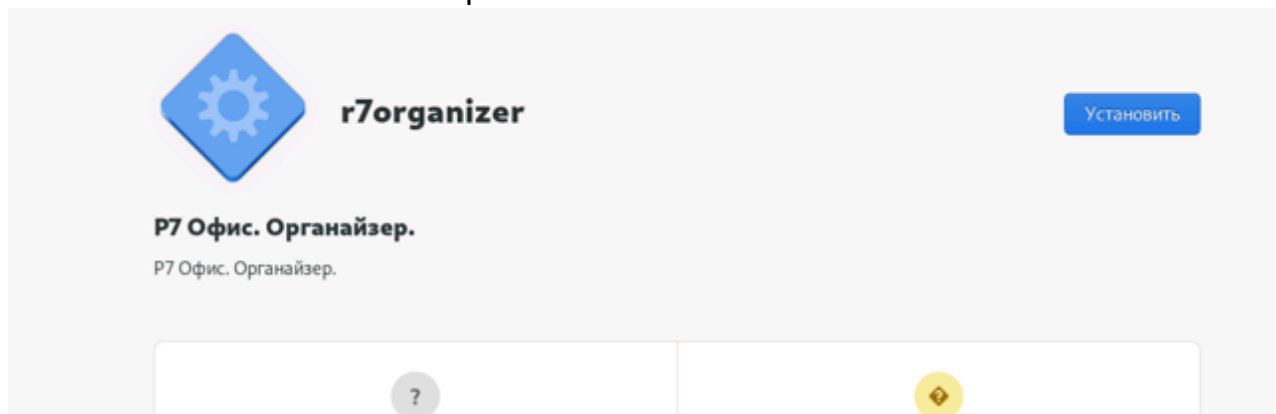 r7organizer
Установить
Р7 Офис. Органайзер.
Р7 Офис. Органайзер.
?